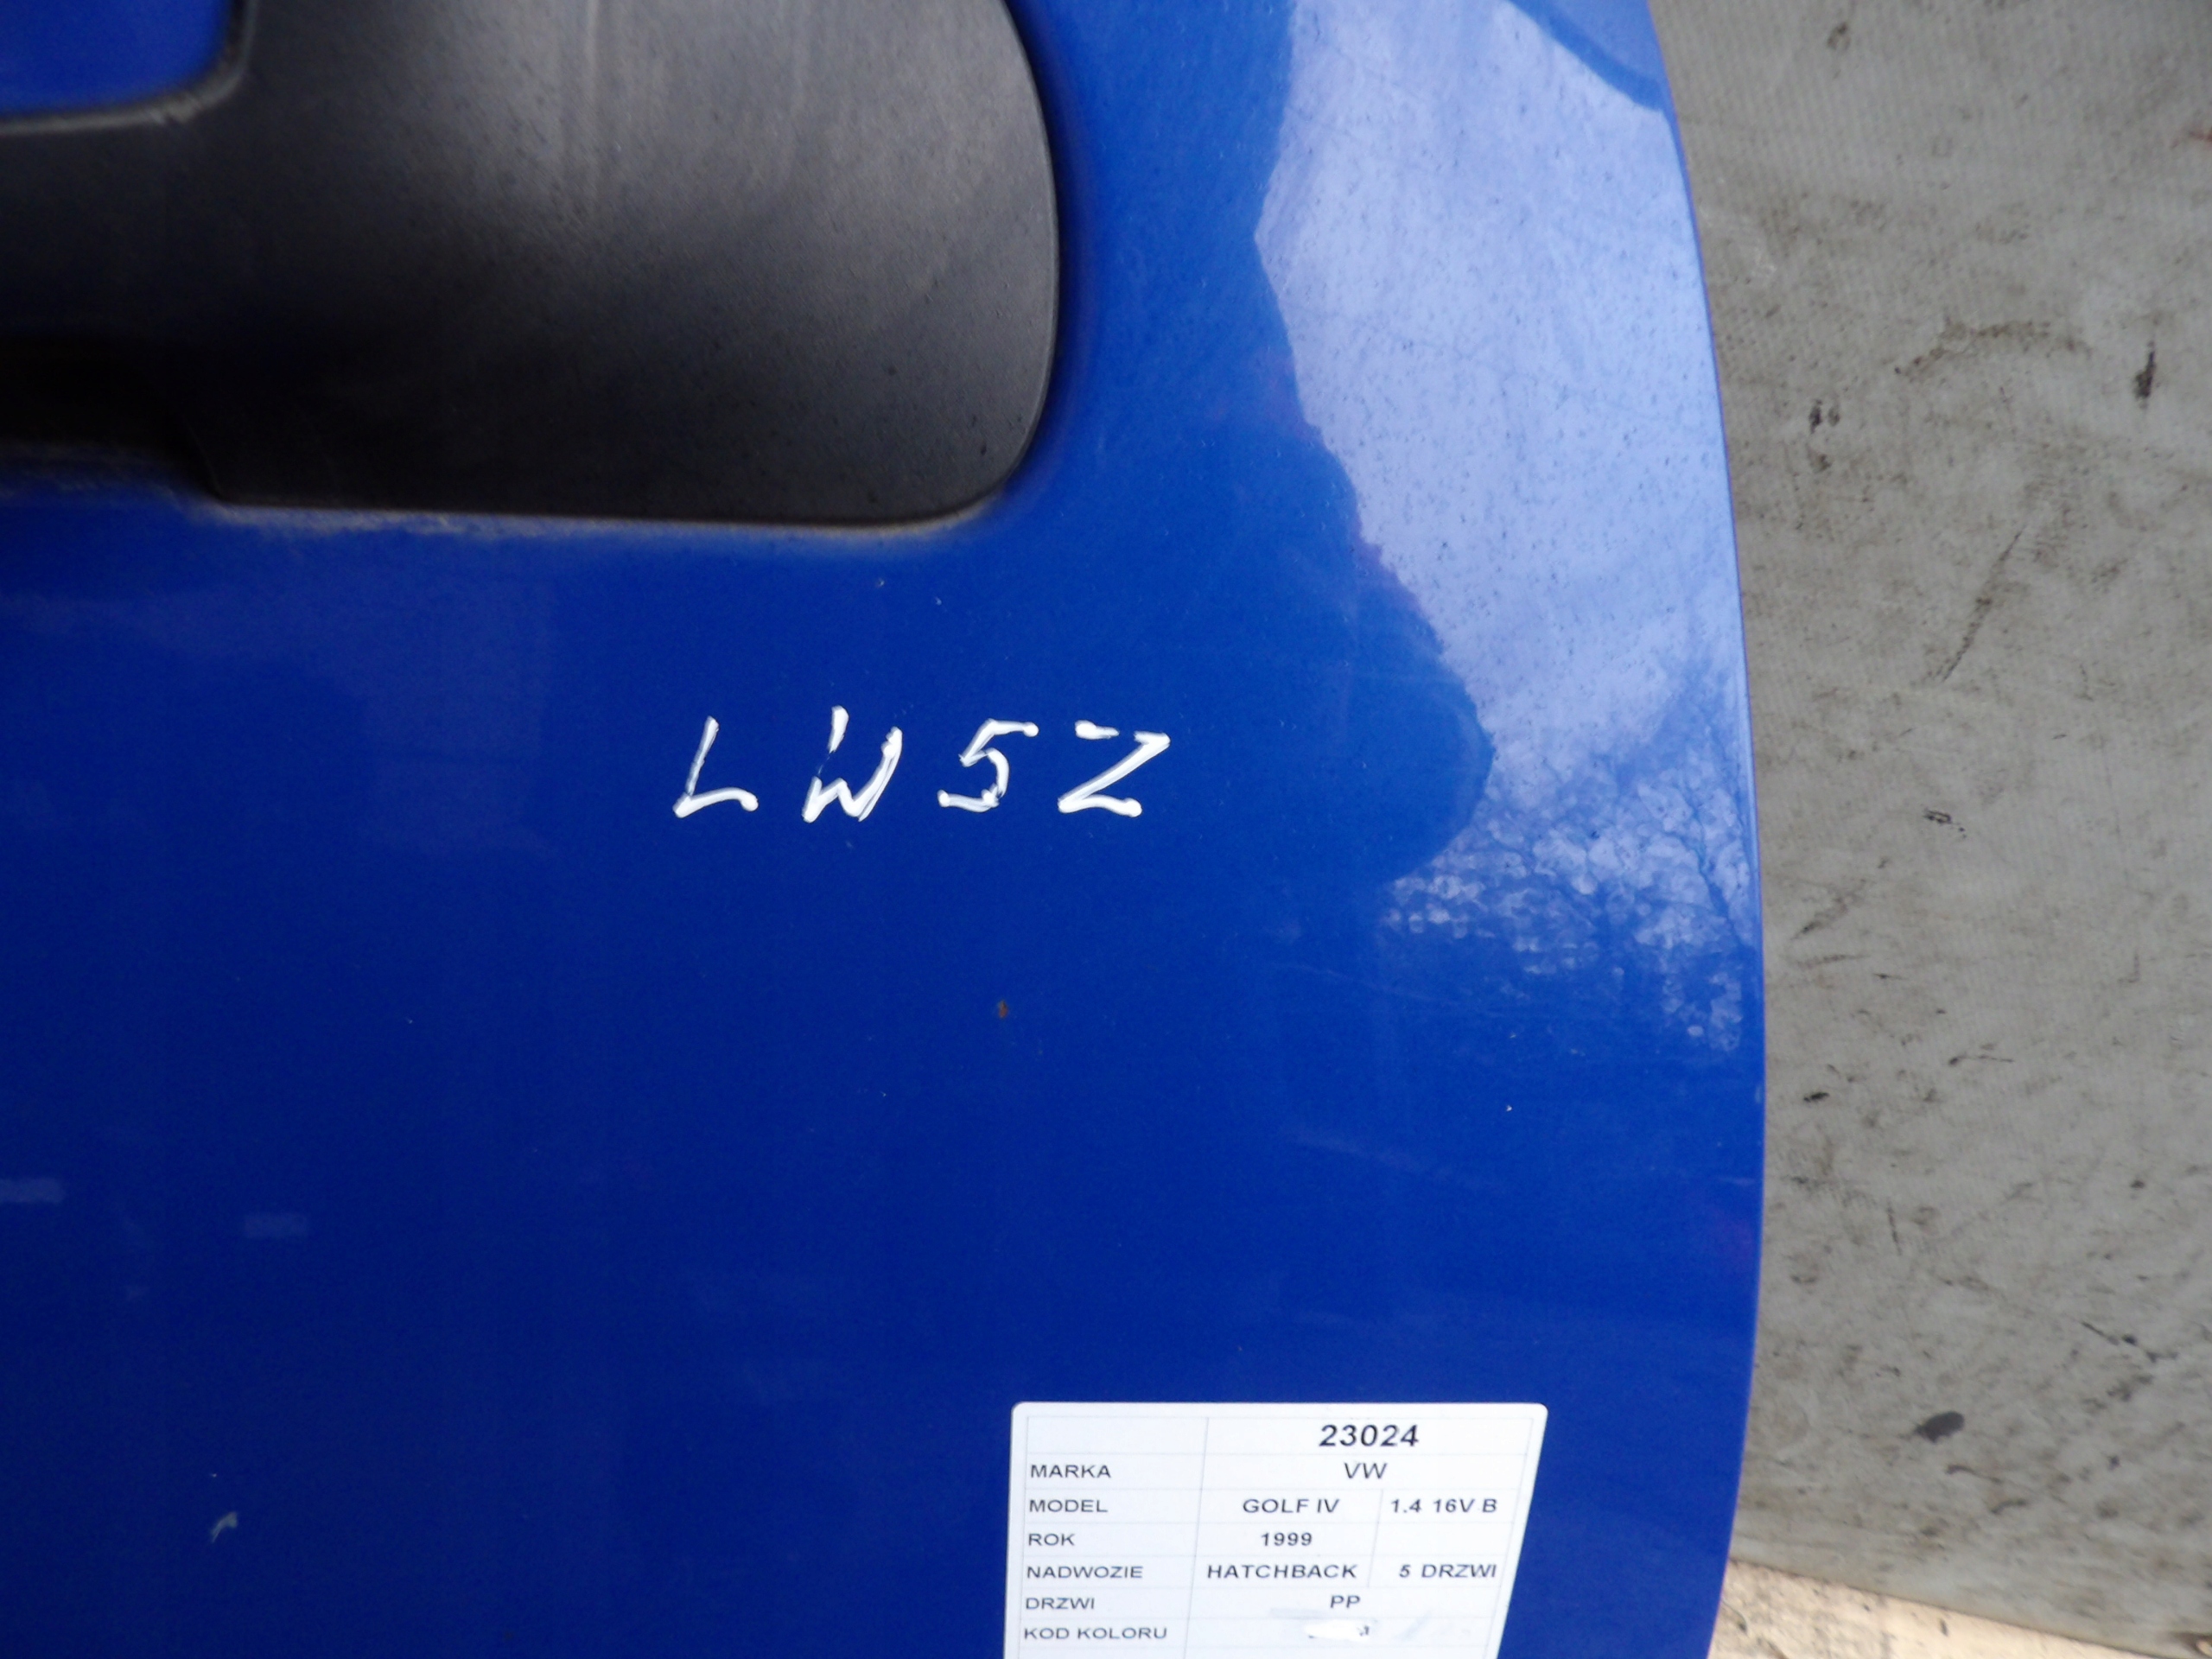 LW5Z
23024
MARKA VW
MODEL GOLF IV 1.4 16V B
ROK 1999
NADWOZIE HATCHBACK 5 DRZWI
DRZWI PP
KOD KOLORU